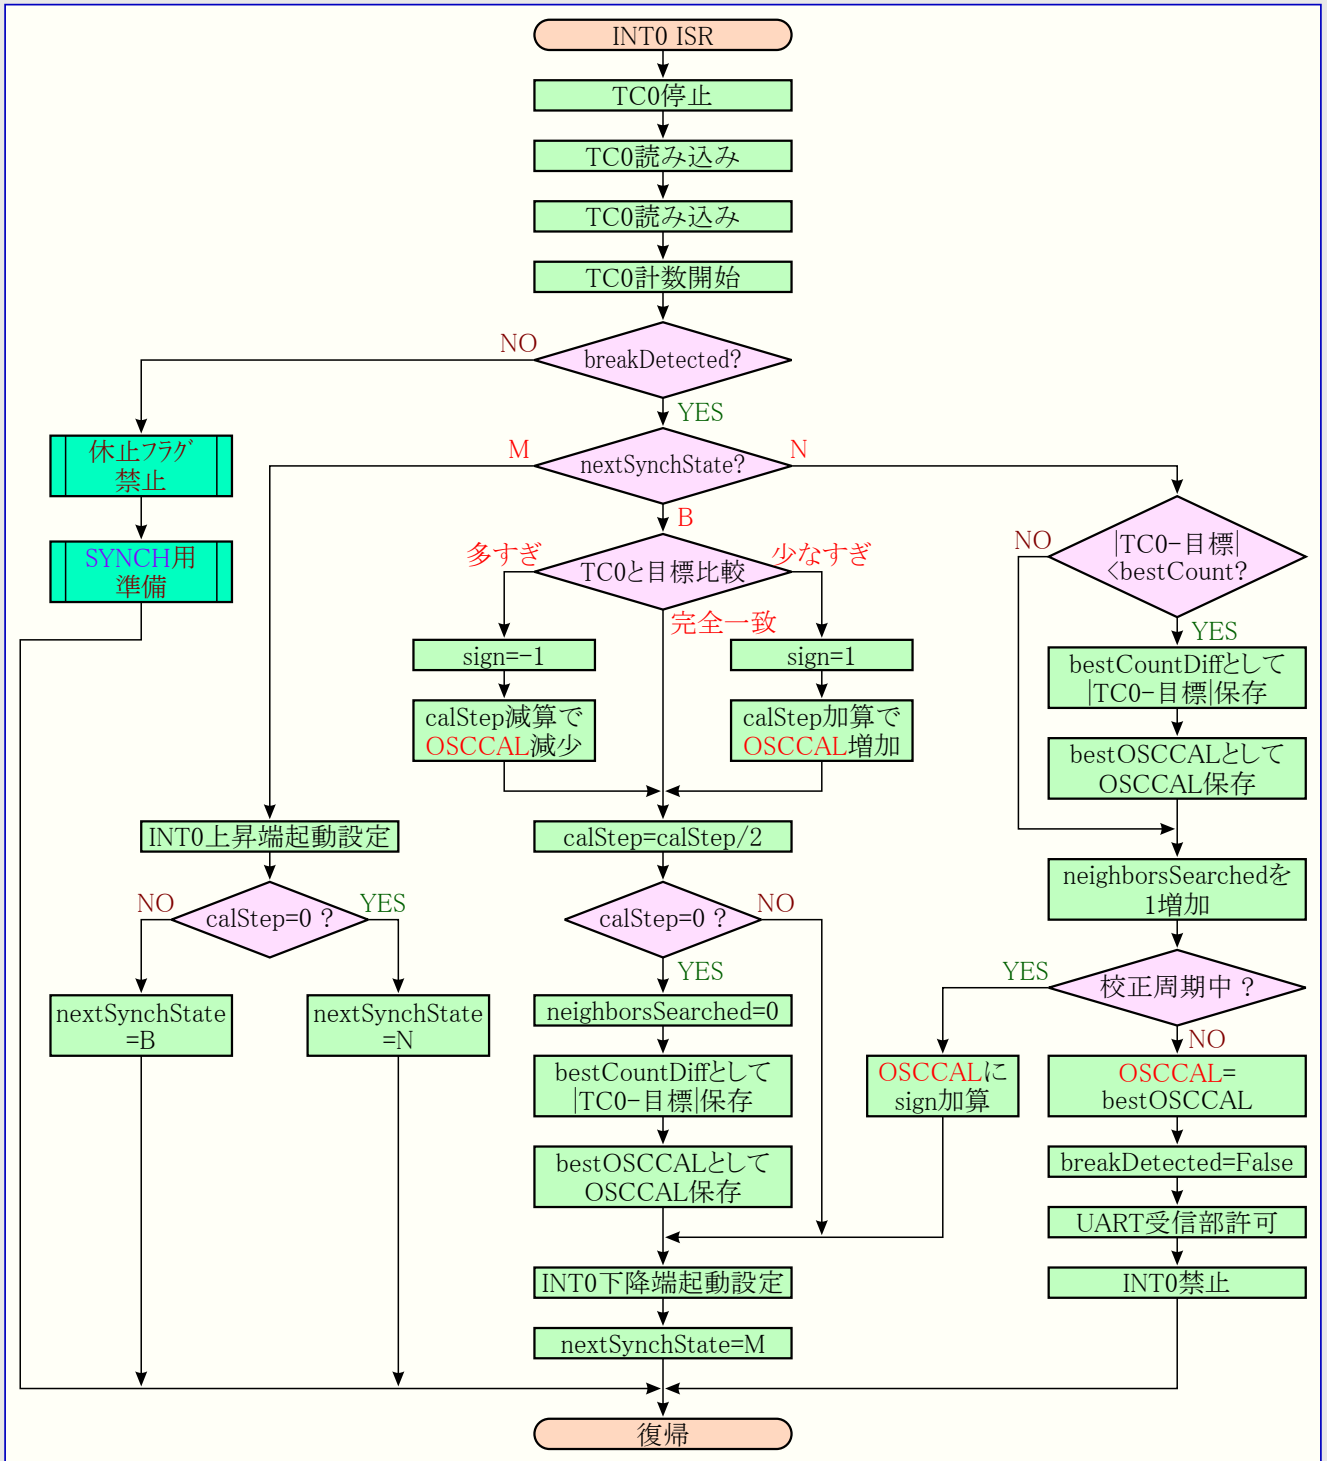 INT0 ISR
TC0停止
TC0読み込み
TC0読み込み
TC0計数開始
NO
breakDetected?
YES
休止フラグ
禁止
SYNCH用
準備
M
nextSynchState?
N
B
多すぎ
TC0と目標比較
少なすぎ
完全一致
sign=-1
calStep減算で
OSCCAL減少
sign=1
calStep加算で
OSCCAL増加
NO
|TC0-目標|
<bestCount?
YES
bestCountDiffとして
|TC0-目標|保存
bestOSCCALとして
OSCCAL保存
INT0上昇端起動設定
NO
calStep=0 ?
YES
nextSynchState
=B
nextSynchState
=N
calStep=calStep/2
calStep=0 ?
NO
YES
neighborsSearched=0
bestCountDiffとして
|TC0-目標|保存
bestOSCCALとして
OSCCAL保存
neighborsSearchedを
1増加
YES
校正周期中 ?
NO
OSCCALに
sign加算
OSCCAL=
bestOSCCAL
breakDetected=False
UART受信部許可
INT0禁止
INT0下降端起動設定
nextSynchState=M
復帰